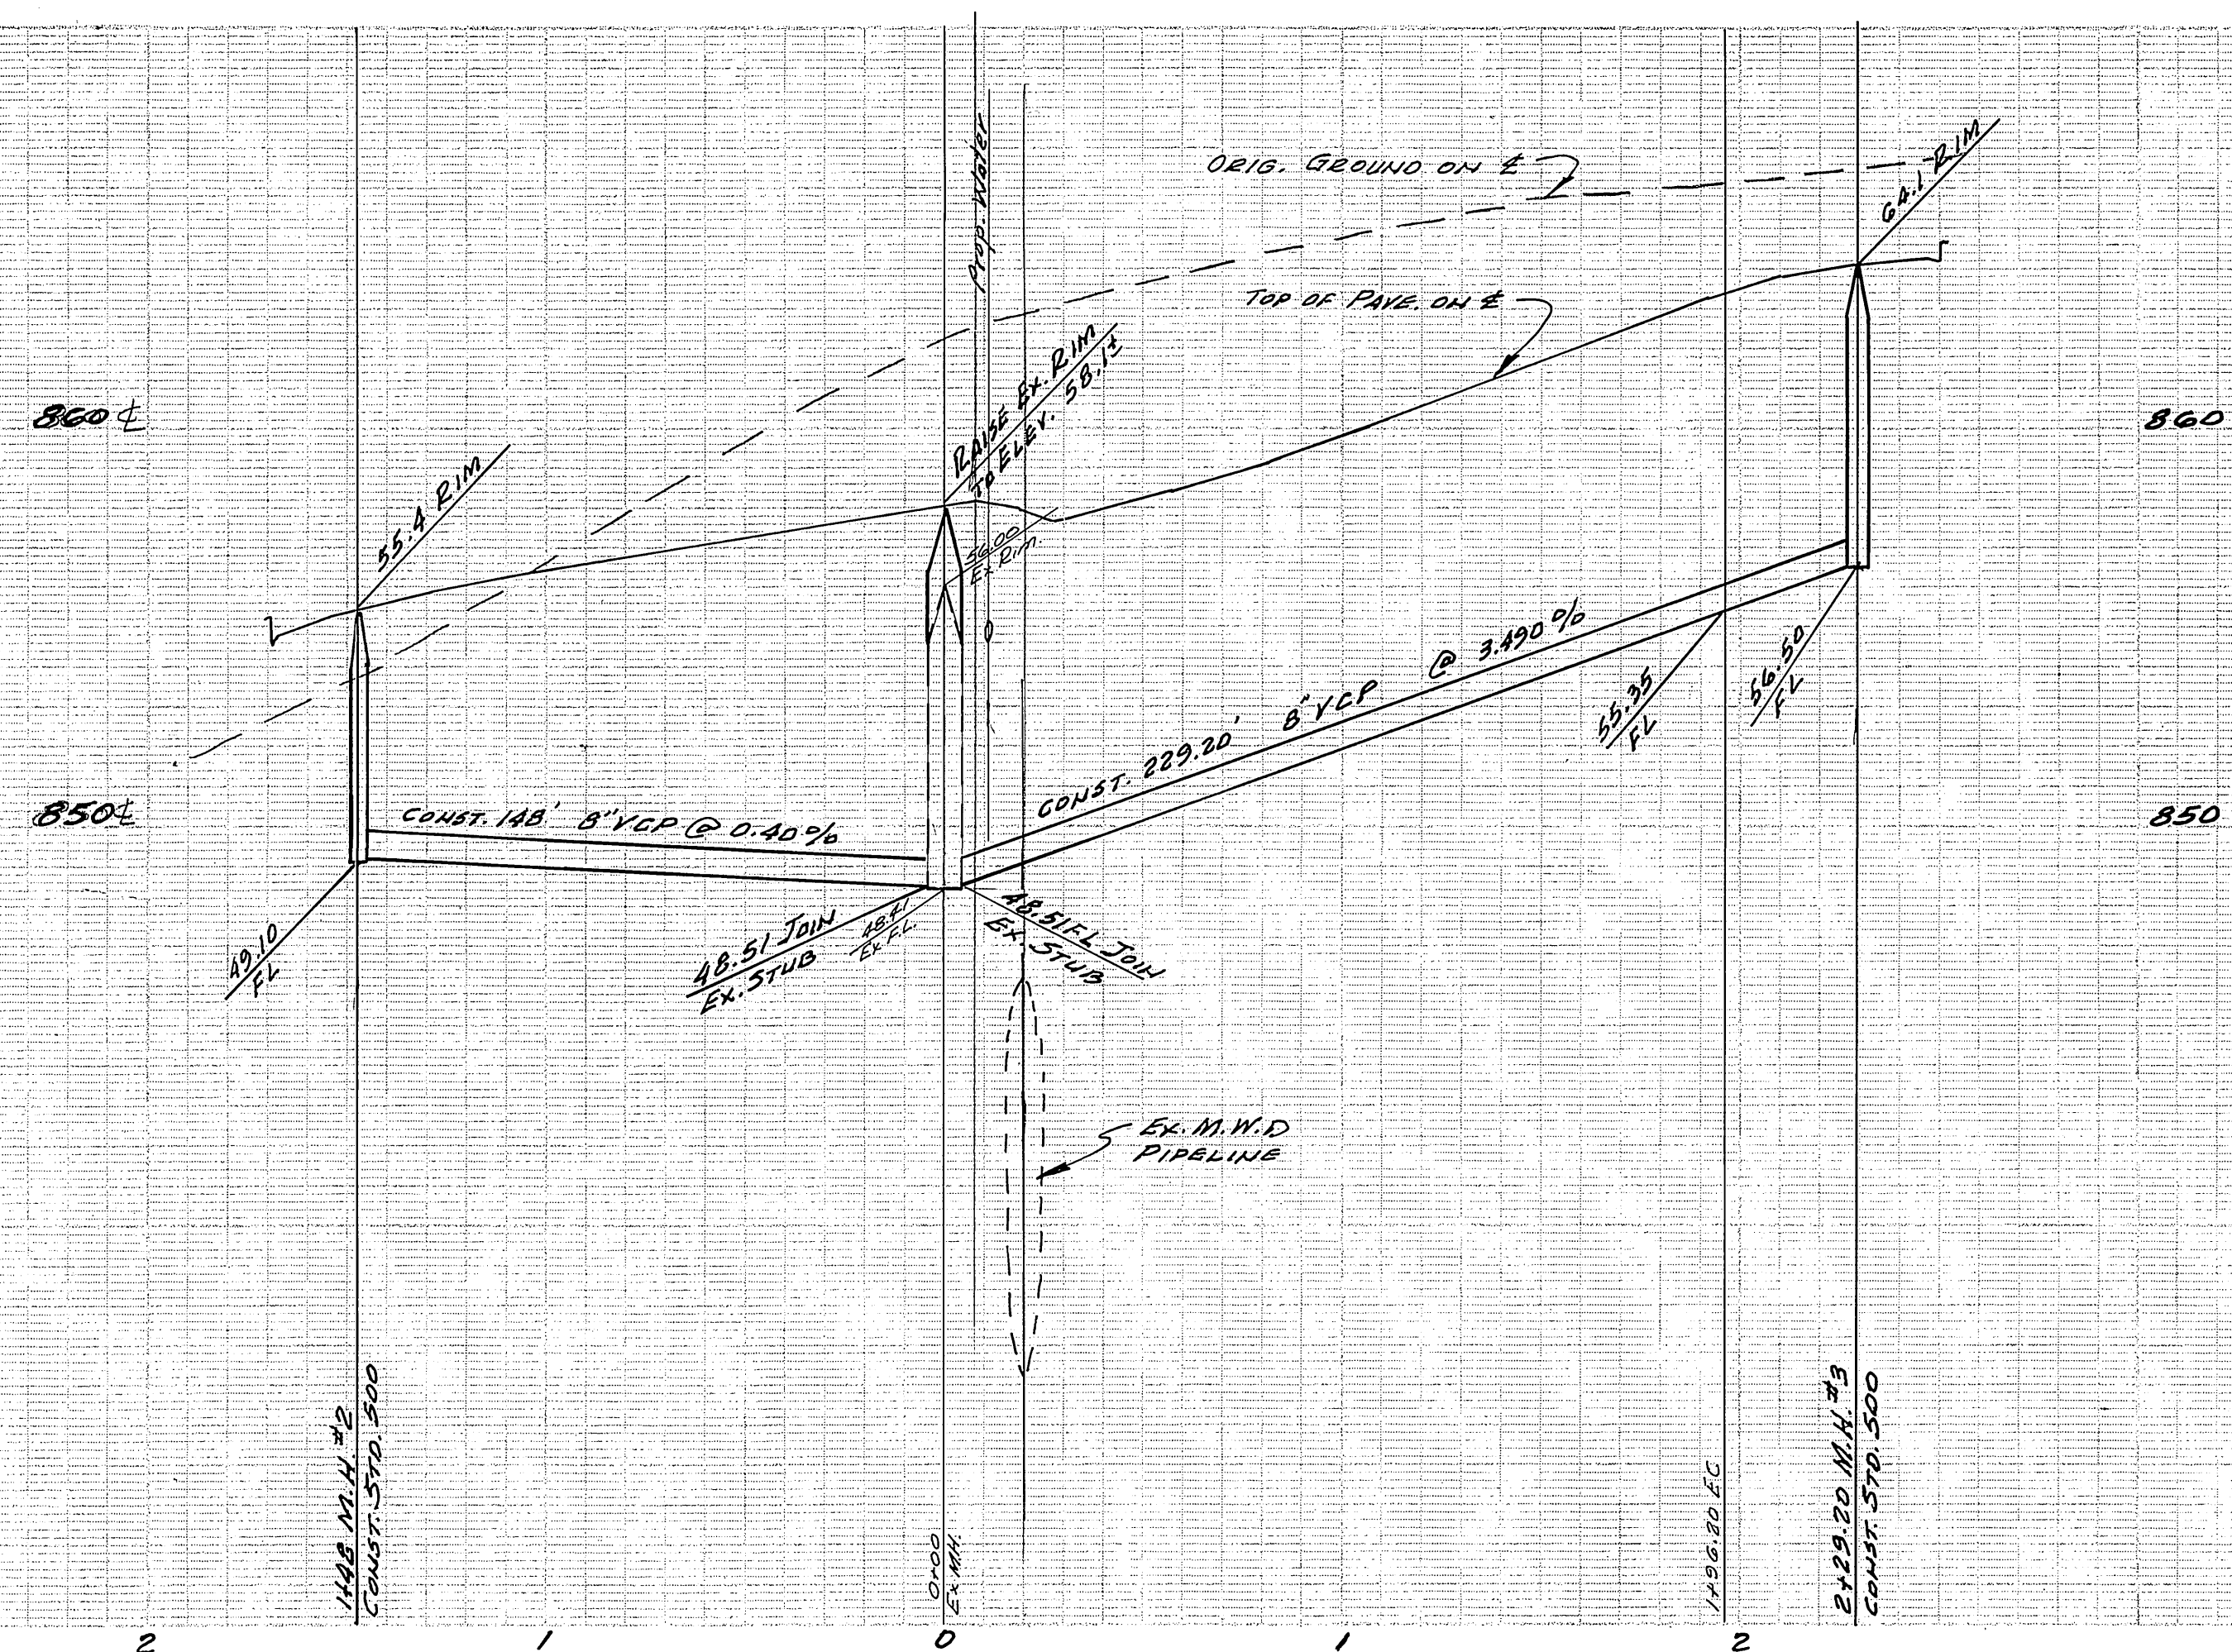 Prop. Water
ORIG. GROUND ON ℄
64.1 RIM
TOP OF PAVE. ON ℄
RAISE EX. RIM
TO ELEV. 58.1±
860 ℄
860
55.4 RIM
56.00
EX RIM.
@ 3.490 %
CONST. 229.20' 8" VCP
55.35
FL
56.50
FL
850 ℄
850
CONST. 148' 8" VCP @ 0.40 %
49.10
FL
48.51 JOIN
EX. STUB
48.41
EX F.L.
48.51 FL JOIN
EX. STUB
EX. M.W.D
PIPELINE
1+48 M.H. #2
CONST. STD. 500
0+00
EX MH.
1+96.20 EC
2+29.20 M.H. #3
CONST. STD. 500
2 1 0 1 2